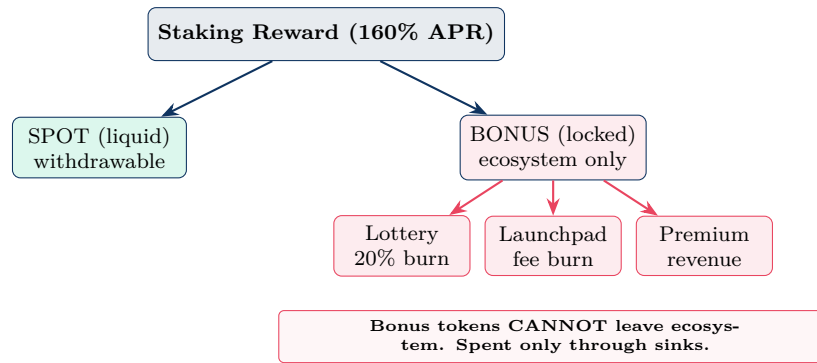 Staking Reward (160% APR)
SPOT (liquid)
withdrawable
BONUS (locked)
ecosystem only
Lottery
20% burn
Launchpad
fee burn
Premium
revenue
Bonus tokens CANNOT leave ecosys-
tem. Spent only through sinks.